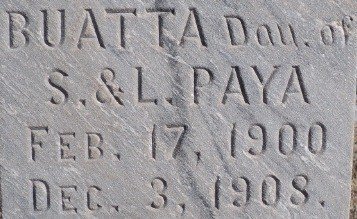 BUATTA Dau. of
S. & L. PAYA
FEB. 17, 1900
DEC. 3, 1908.